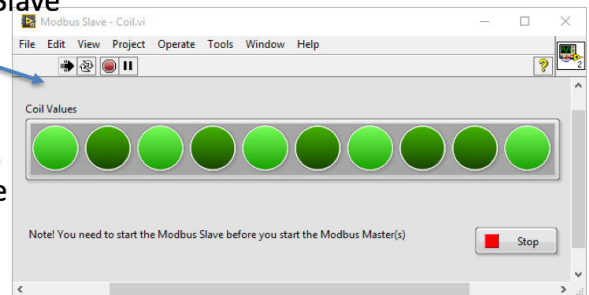 Slave
Modbus Slave - Coil.vi
File Edit View Project Operate Tools Window Help
2
Coil Values
e
Note! You need to start the Modbus Slave before you start the Modbus Master(s)
Stop